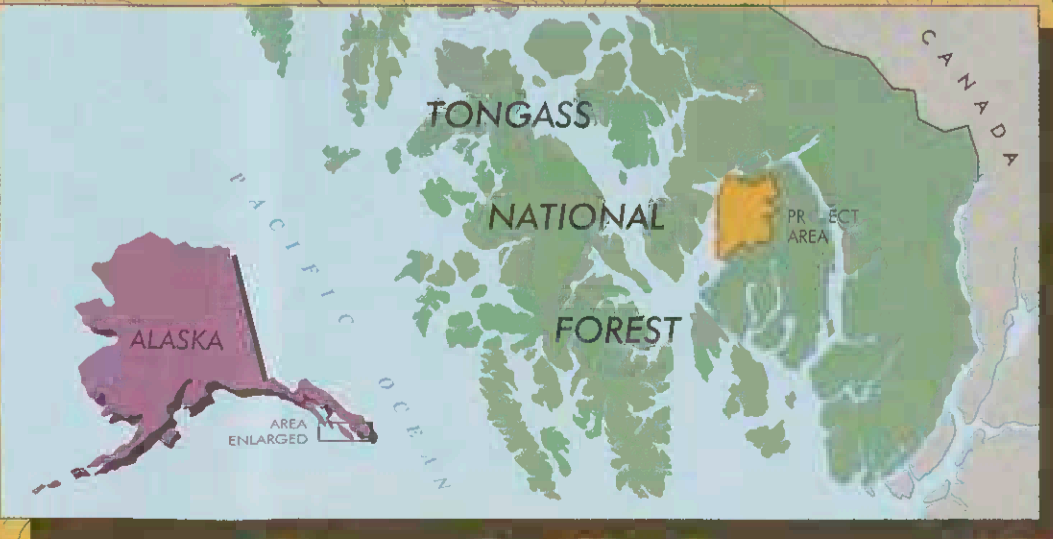 CANADA
TONGASS
PACIFIC OCEAN
NATIONAL
AREA
FOREST
ALASKA
AREA
ENLARGED